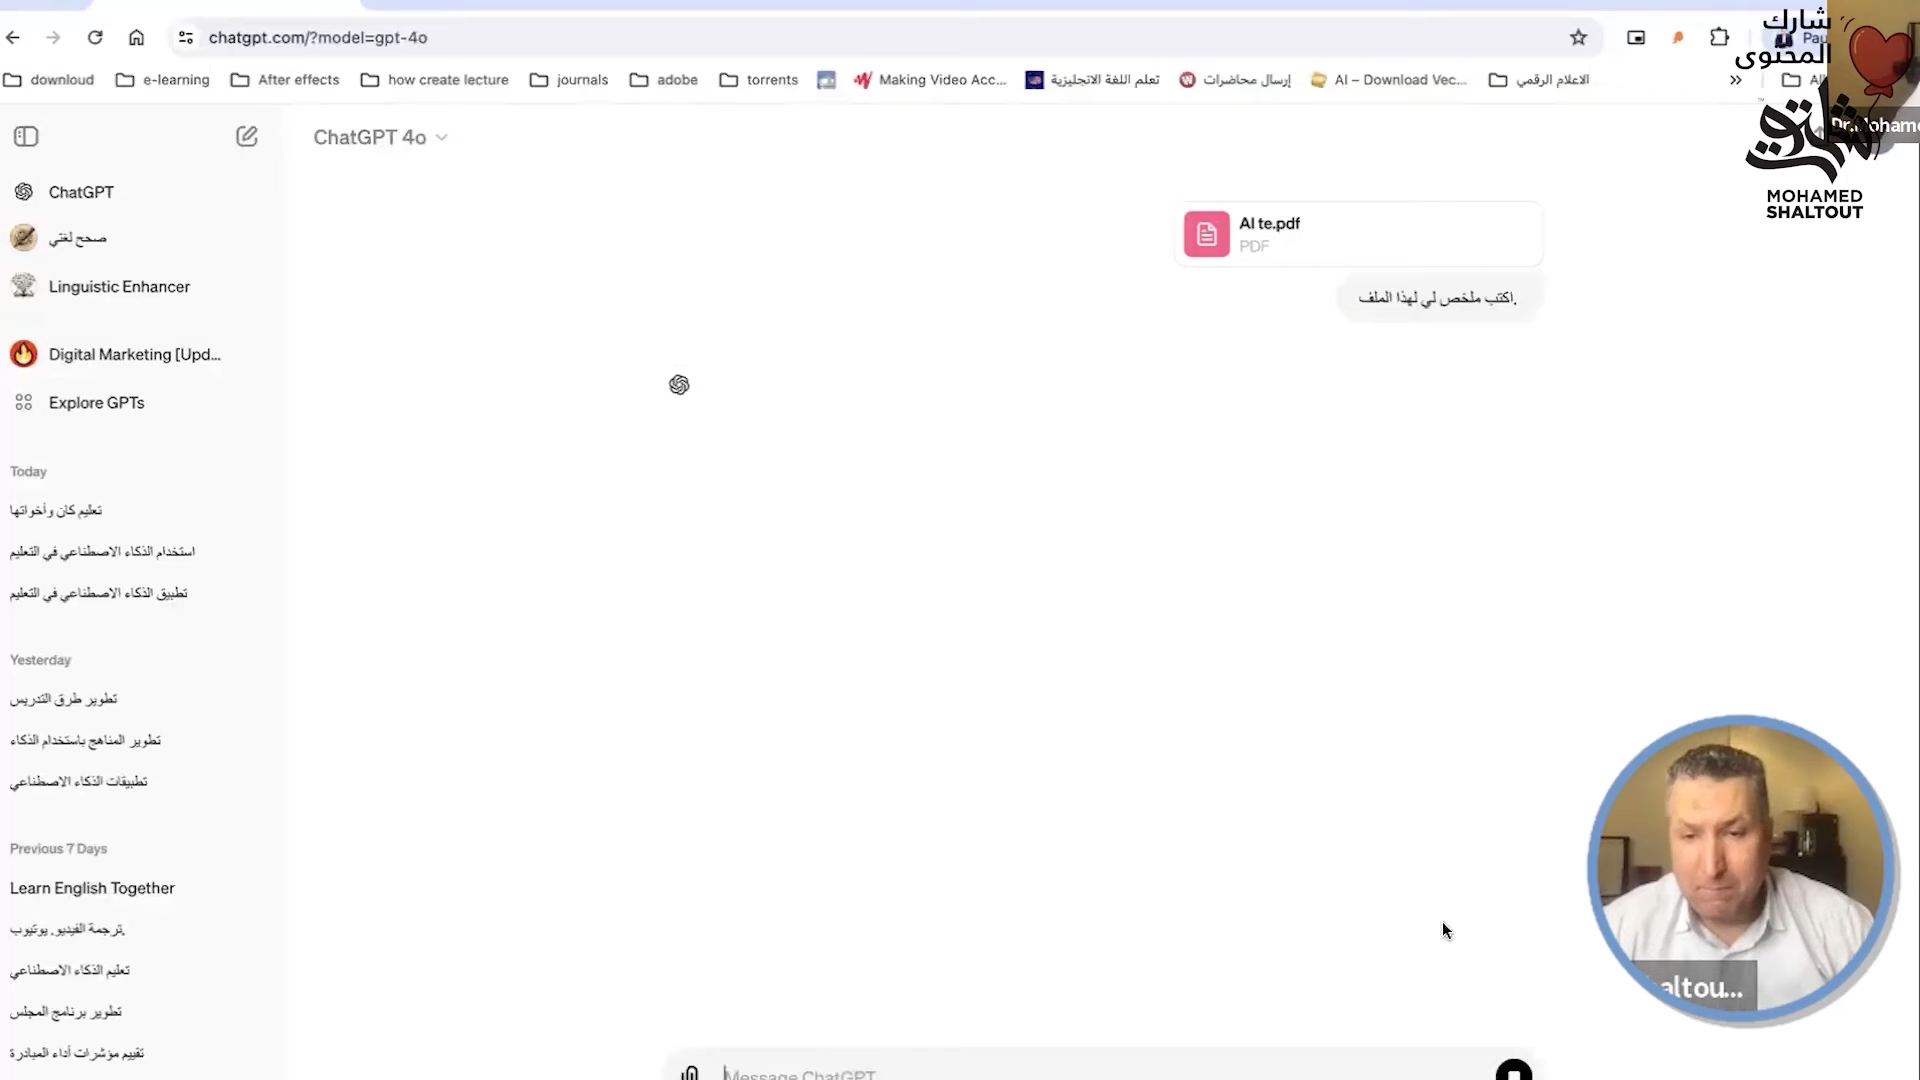 chatgpt.com/?model=gpt-4o
شارك
المحتوى
downloud
e-learning
After effects
how create lecture
journals
adobe
torrents
Making Video Acc...
تعلم اللغة الانجليزية
إرسال محاضرات
AI – Download Vec...
الاعلام الرقمي
شلتوت
MOHAMED
SHALTOUT
ChatGPT 4o
ChatGPT
صحح لغتي
Linguistic Enhancer
Digital Marketing [Upd...
Explore GPTs
Today
تعليم كان وأخواتها
استخدام الذكاء الاصطناعي في التعليم
تطبيق الذكاء الاصطناعي في التعليم
Yesterday
تطوير طرق التدريس
تطوير المناهج باستخدام الذكاء
تطبيقات الذكاء الاصطناعي
Previous 7 Days
Learn English Together
ترجمة الفيديو, يوتيوب.
تعليم الذكاء الاصطناعي
تطوير برنامج المجلس
تقييم مؤشرات أداء المبادرة
AI te.pdf
PDF
اكتب ملخص لي لهذا الملف.
Message ChatGPT
altou...